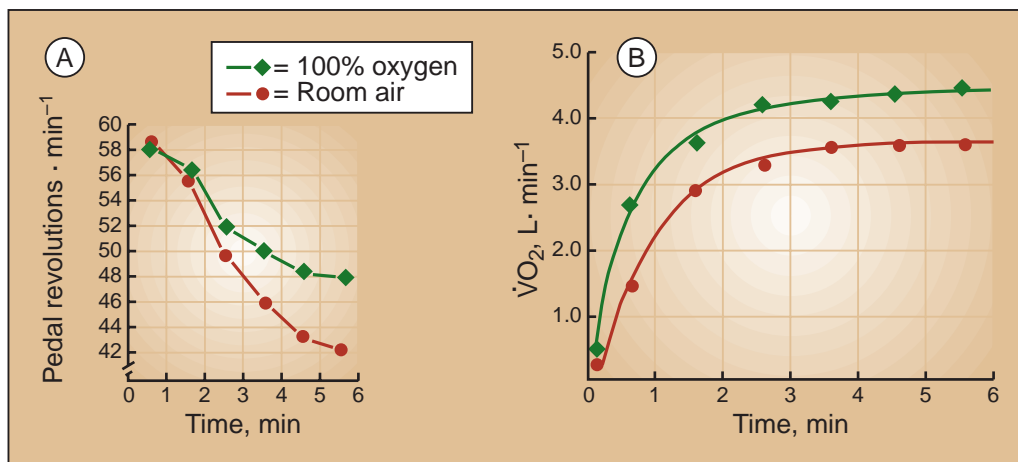 A
= 100% oxygen
= Room air
Pedal revolutions · min⁻¹
60
58
56
54
52
50
48
46
44
42
0 1 2 3 4 5 6
Time, min
B
V̇O₂, L· min⁻¹
5.0
4.0
3.0
2.0
1.0
0 1 2 3 4 5 6
Time, min